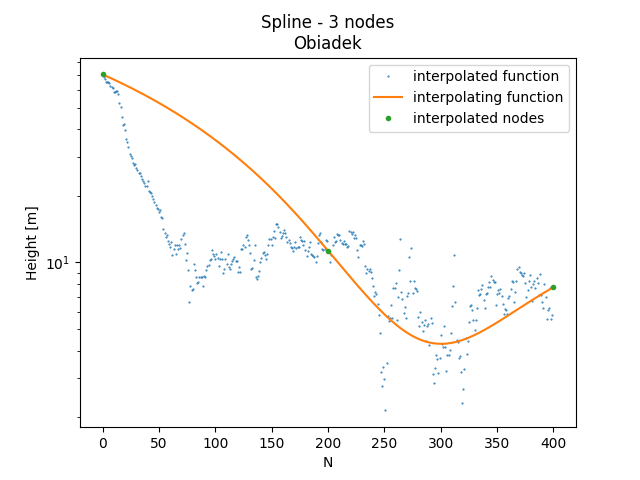 Spline - 3 nodes
Obiadek
interpolated function
interpolating function
interpolated nodes
Height [m]
10¹
0 50 100 150 200 250 300 350 400
N